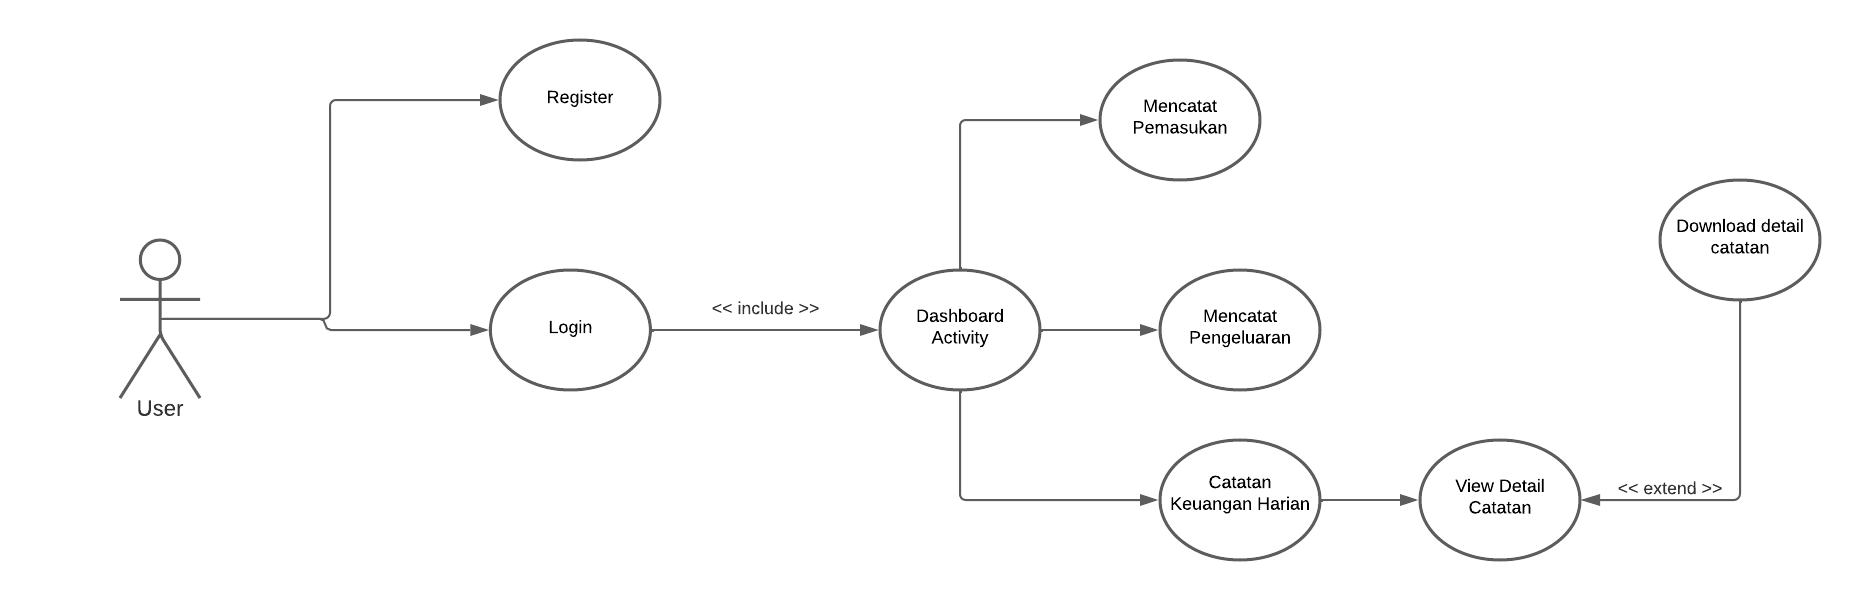 Register
Mencatat
Pemasukan
Download detail
catatan
Login
<< include >>
Dashboard
Activity
Mencatat
Pengeluaran
User
Catatan
Keuangan Harian
View Detail
Catatan
<< extend >>